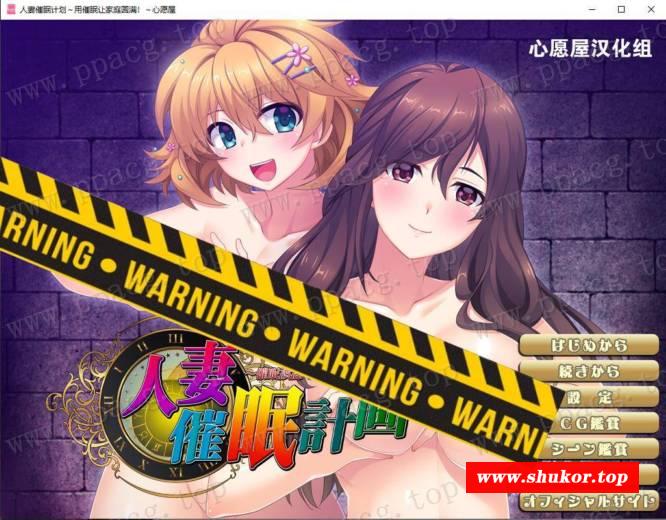 人妻催眠计划～用催眠让家庭圆满！～心愿屋
心愿屋汉化组
WARNING • WARNING • WARNING • WARNI
人妻
催眠計画
はじめから
続きから
設 定
CG鑑賞
シーン鑑賞
www.shukor.top
オフィシャルサイト
www.ppacg.top